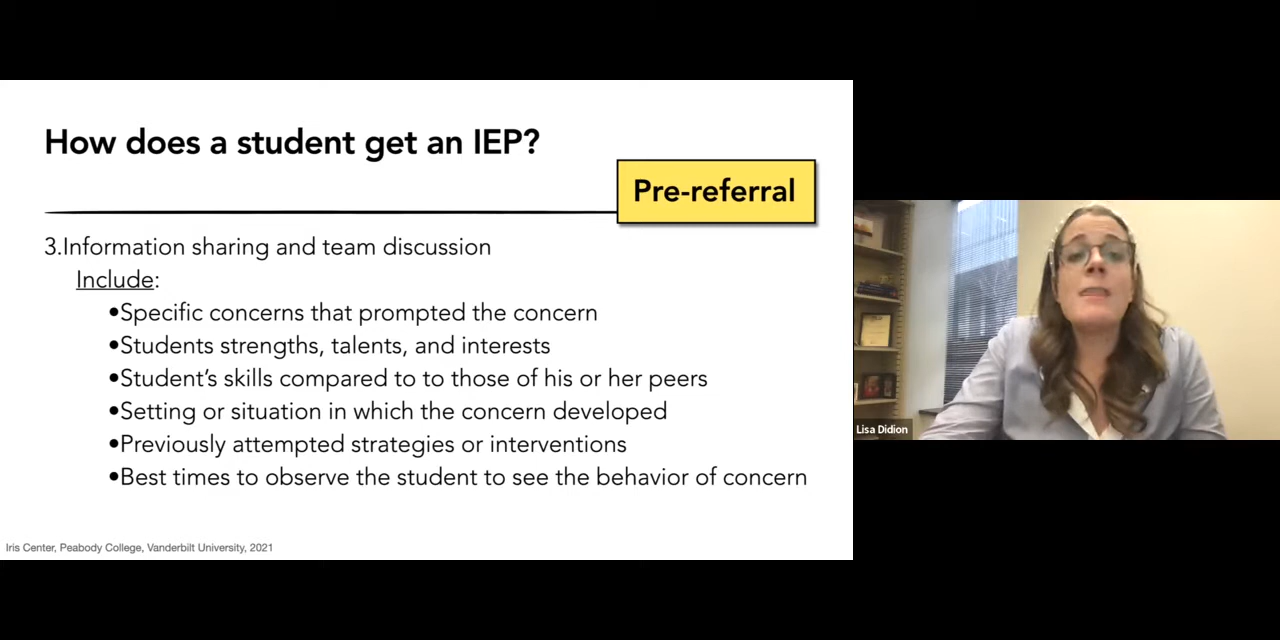 How does a student get an IEP?
Pre-referral
3.Information sharing and team discussion
Include:
•Specific concerns that prompted the concern
•Students strengths, talents, and interests
•Student's skills compared to to those of his or her peers
•Setting or situation in which the concern developed
•Previously attempted strategies or interventions
•Best times to observe the student to see the behavior of concern
Iris Center, Peabody College, Vanderbilt University, 2021
Lisa Didion